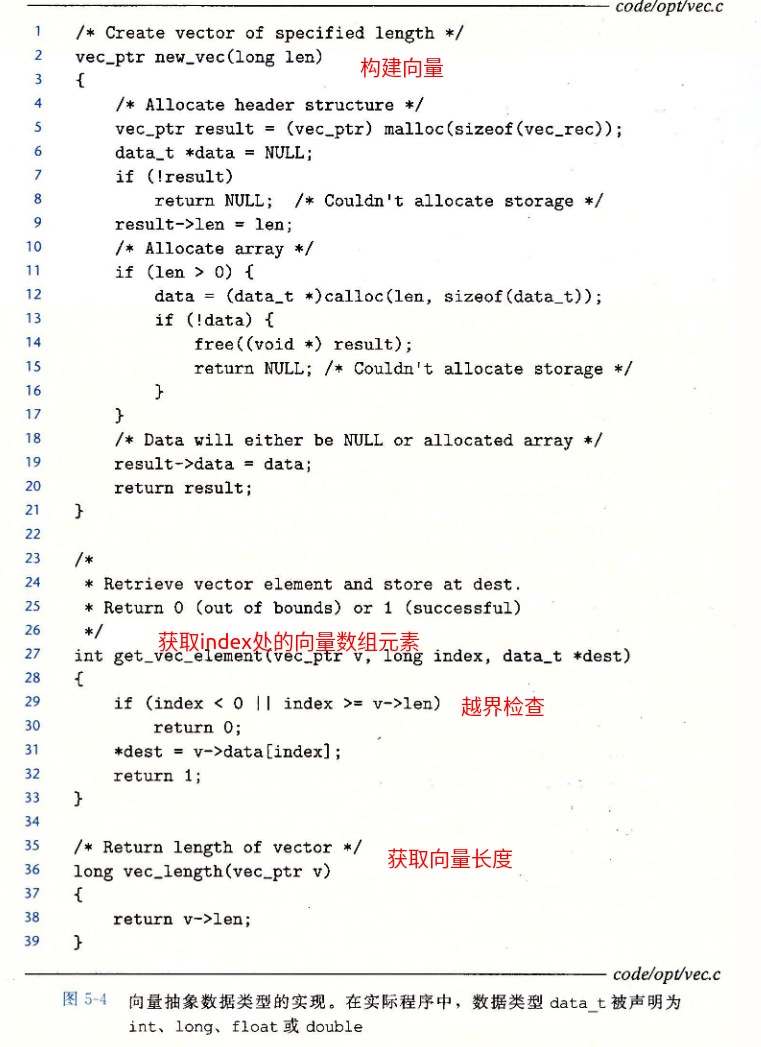 code/opt/vec.c
1 /* Create vector of specified length */
2 vec_ptr new_vec(long len)
构建向量
3 {
4 /* Allocate header structure */
5 vec_ptr result = (vec_ptr) malloc(sizeof(vec_rec));
6 data_t *data = NULL;
7 if (!result)
8 return NULL; /* Couldn't allocate storage */
9 result->len = len;
10 /* Allocate array */
11 if (len > 0) {
12 data = (data_t *)calloc(len, sizeof(data_t));
13 if (!data) {
14 free((void *) result);
15 return NULL; /* Couldn't allocate storage */
16 }
17 }
18 /* Data will either be NULL or allocated array */
19 result->data = data;
20 return result;
21 }
22
23 /*
24 * Retrieve vector element and store at dest.
25 * Return 0 (out of bounds) or 1 (successful)
26 */
获取index处的向量数组元素
27 int get_vec_element(vec_ptr v, long index, data_t *dest)
28 {
29 if (index < 0 || index >= v->len)
越界检查
30 return 0;
31 *dest = v->data[index];
32 return 1;
33 }
34
35 /* Return length of vector */
获取向量长度
36 long vec_length(vec_ptr v)
37 {
38 return v->len;
39 }
code/opt/vec.c
图 5-4 向量抽象数据类型的实现。在实际程序中，数据类型 data_t 被声明为
int、long、float 或 double